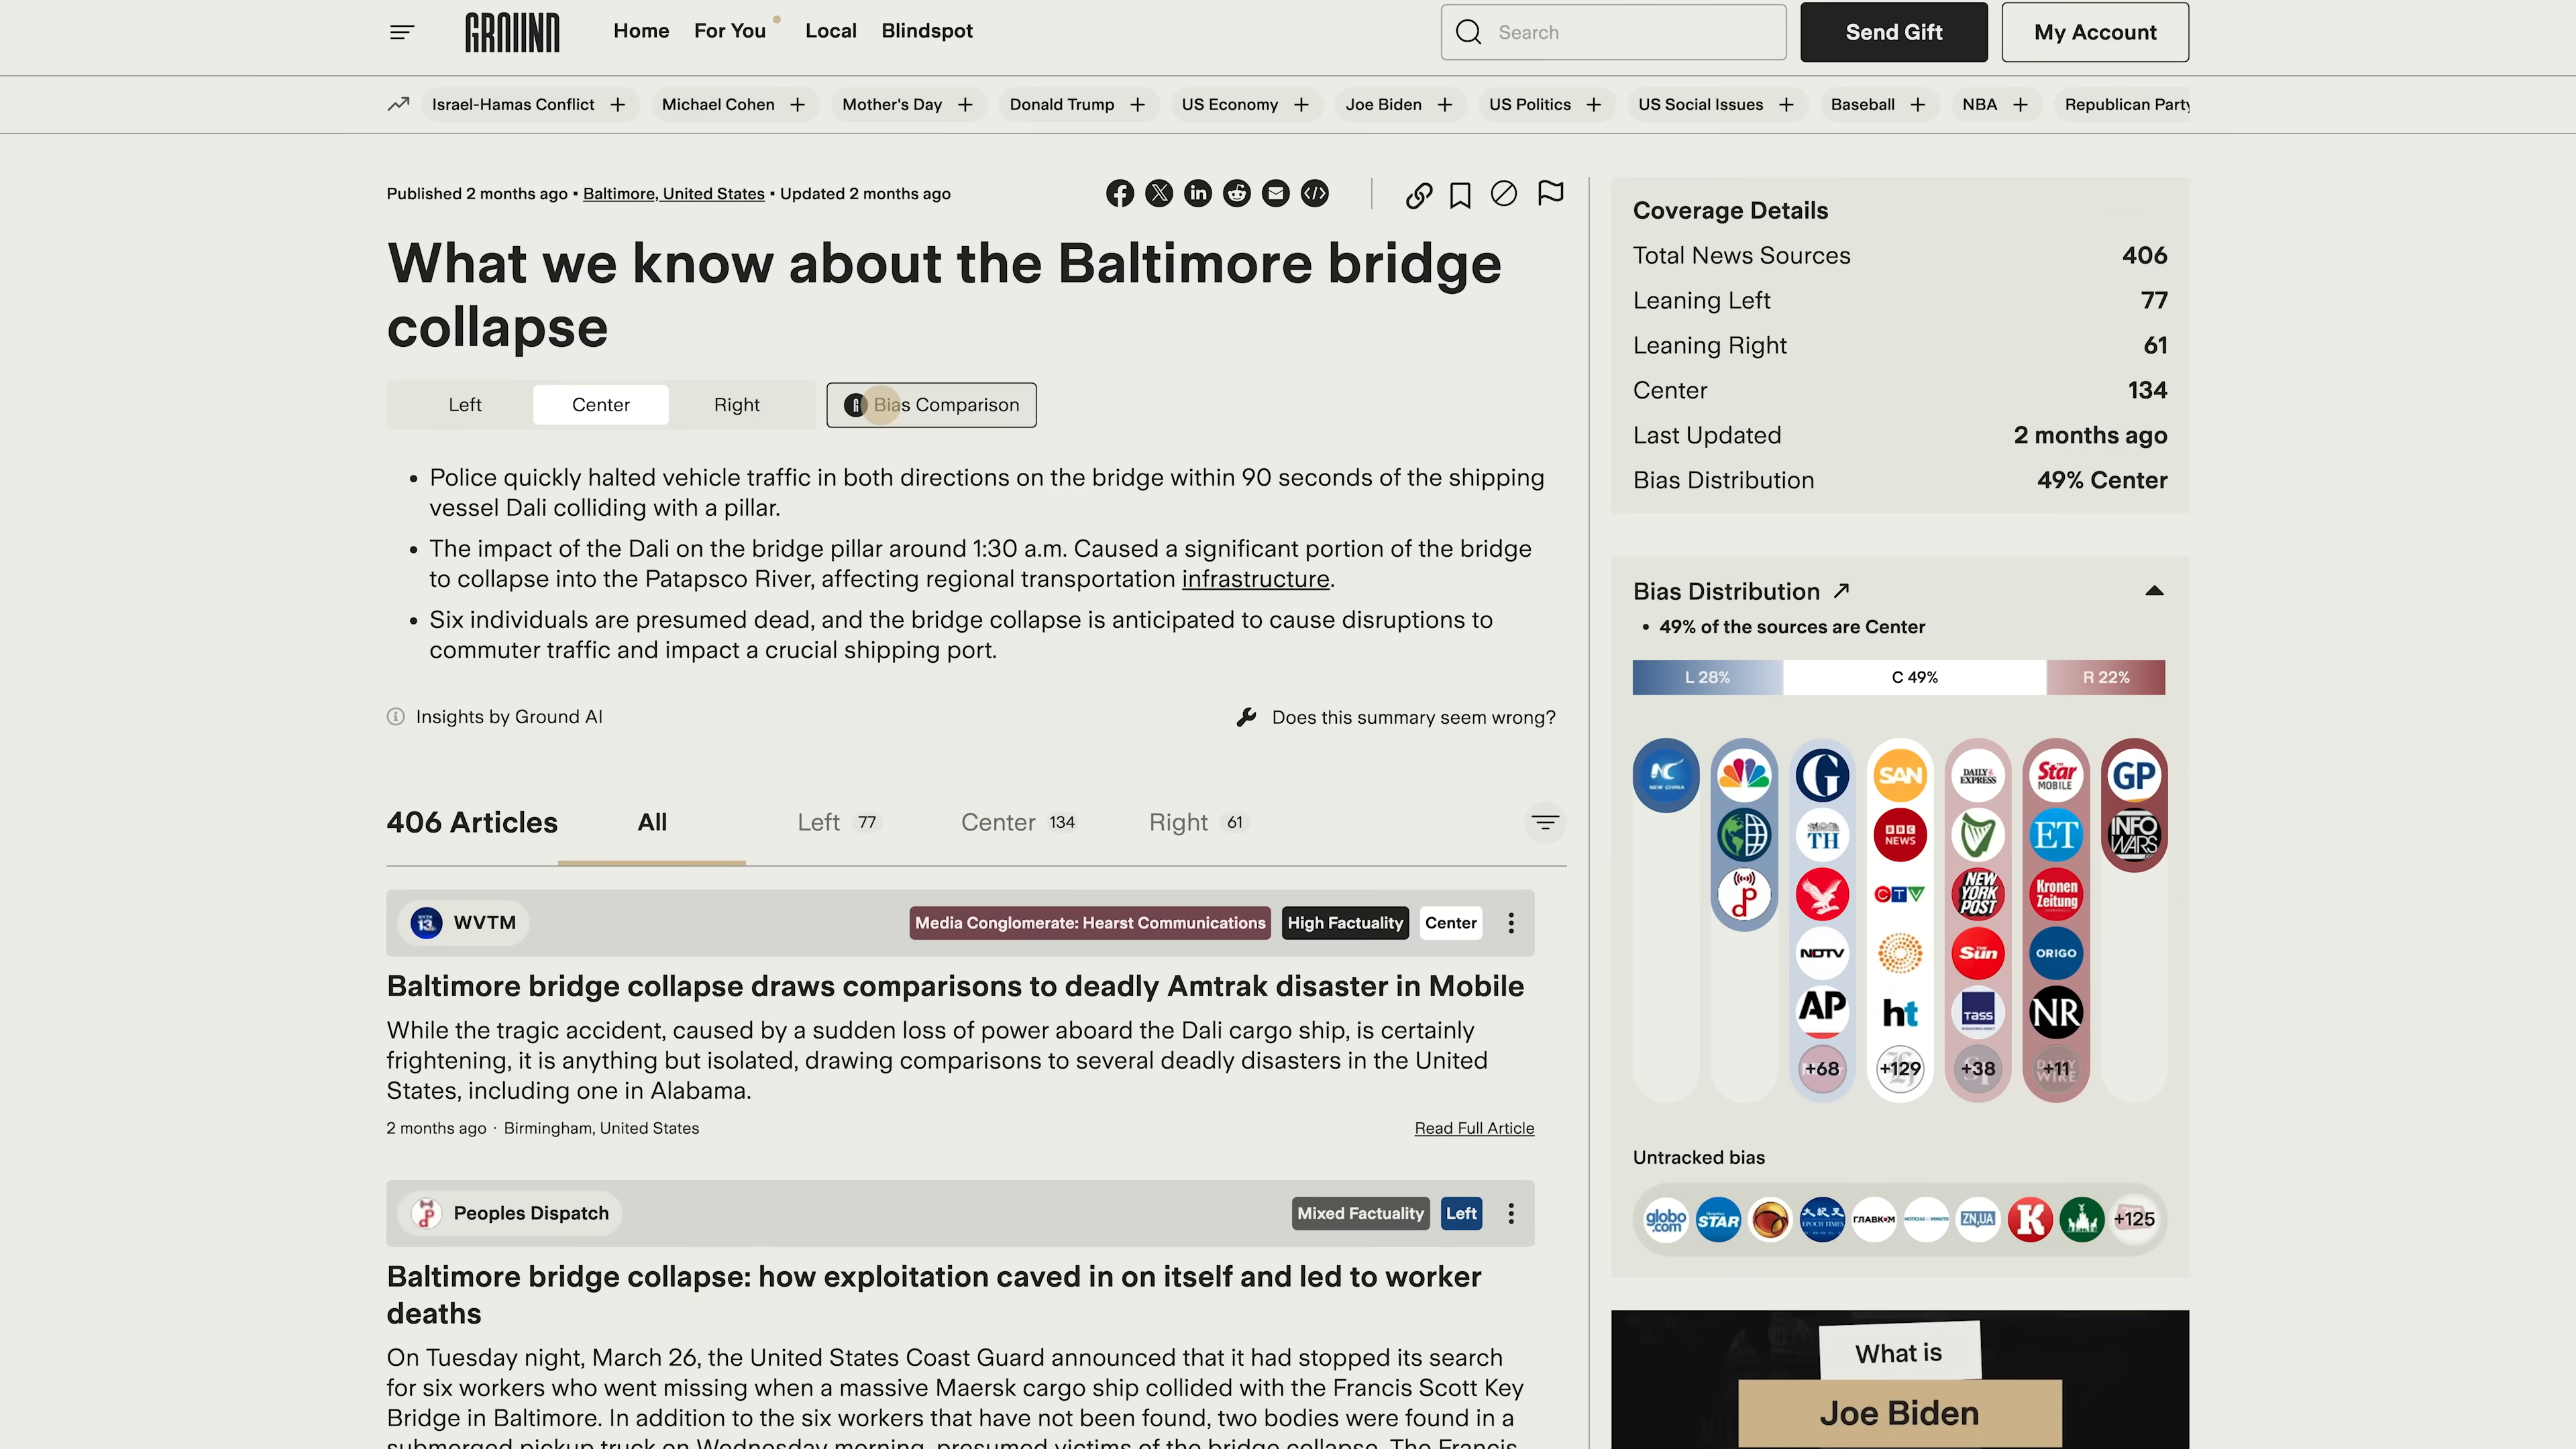 GROUND
Home
For You
Local
Blindspot
Search
Send Gift
My Account
Israel-Hamas Conflict +
Michael Cohen +
Mother's Day +
Donald Trump +
US Economy +
Joe Biden +
US Politics +
US Social Issues +
Baseball +
NBA +
Republican Party
Published 2 months ago • Baltimore, United States • Updated 2 months ago
What we know about the Baltimore bridge
collapse
Left
Center
Right
Bias Comparison
• Police quickly halted vehicle traffic in both directions on the bridge within 90 seconds of the shipping
vessel Dali colliding with a pillar.
• The impact of the Dali on the bridge pillar around 1:30 a.m. Caused a significant portion of the bridge
to collapse into the Patapsco River, affecting regional transportation infrastructure.
• Six individuals are presumed dead, and the bridge collapse is anticipated to cause disruptions to
commuter traffic and impact a crucial shipping port.
Insights by Ground AI
Does this summary seem wrong?
406 Articles
All
Left 77
Center 134
Right 61
WVTM
Media Conglomerate: Hearst Communications
High Factuality
Center
Baltimore bridge collapse draws comparisons to deadly Amtrak disaster in Mobile
While the tragic accident, caused by a sudden loss of power aboard the Dali cargo ship, is certainly
frightening, it is anything but isolated, drawing comparisons to several deadly disasters in the United
States, including one in Alabama.
2 months ago · Birmingham, United States
Read Full Article
Peoples Dispatch
Mixed Factuality
Left
Baltimore bridge collapse: how exploitation caved in on itself and led to worker
deaths
On Tuesday night, March 26, the United States Coast Guard announced that it had stopped its search
for six workers who went missing when a massive Maersk cargo ship collided with the Francis Scott Key
Bridge in Baltimore. In addition to the six workers that have not been found, two bodies were found in a
submerged pickup truck on Wednesday morning, presumed victims of the bridge collapse. The Francis
Coverage Details
Total News Sources 406
Leaning Left 77
Leaning Right 61
Center 134
Last Updated 2 months ago
Bias Distribution 49% Center
Bias Distribution
• 49% of the sources are Center
L 28%
C 49%
R 22%
NC NEW CHINA
G
SAN
DAILY EXPRESS
Star MOBILE
GP
TH
BBC NEWS
ET
INFO WARS
CTV
NEW YORK POST
Kronen Zeitung
NDTV
The Sun
ORIGO
AP
ht
TASS
NR
+68
+129
+38
+11
Untracked bias
globo.com
STAR
大紀元 EPOCH TIMES
ГЛАВКОМ
ZN,UA
K
+125
What is
Joe Biden